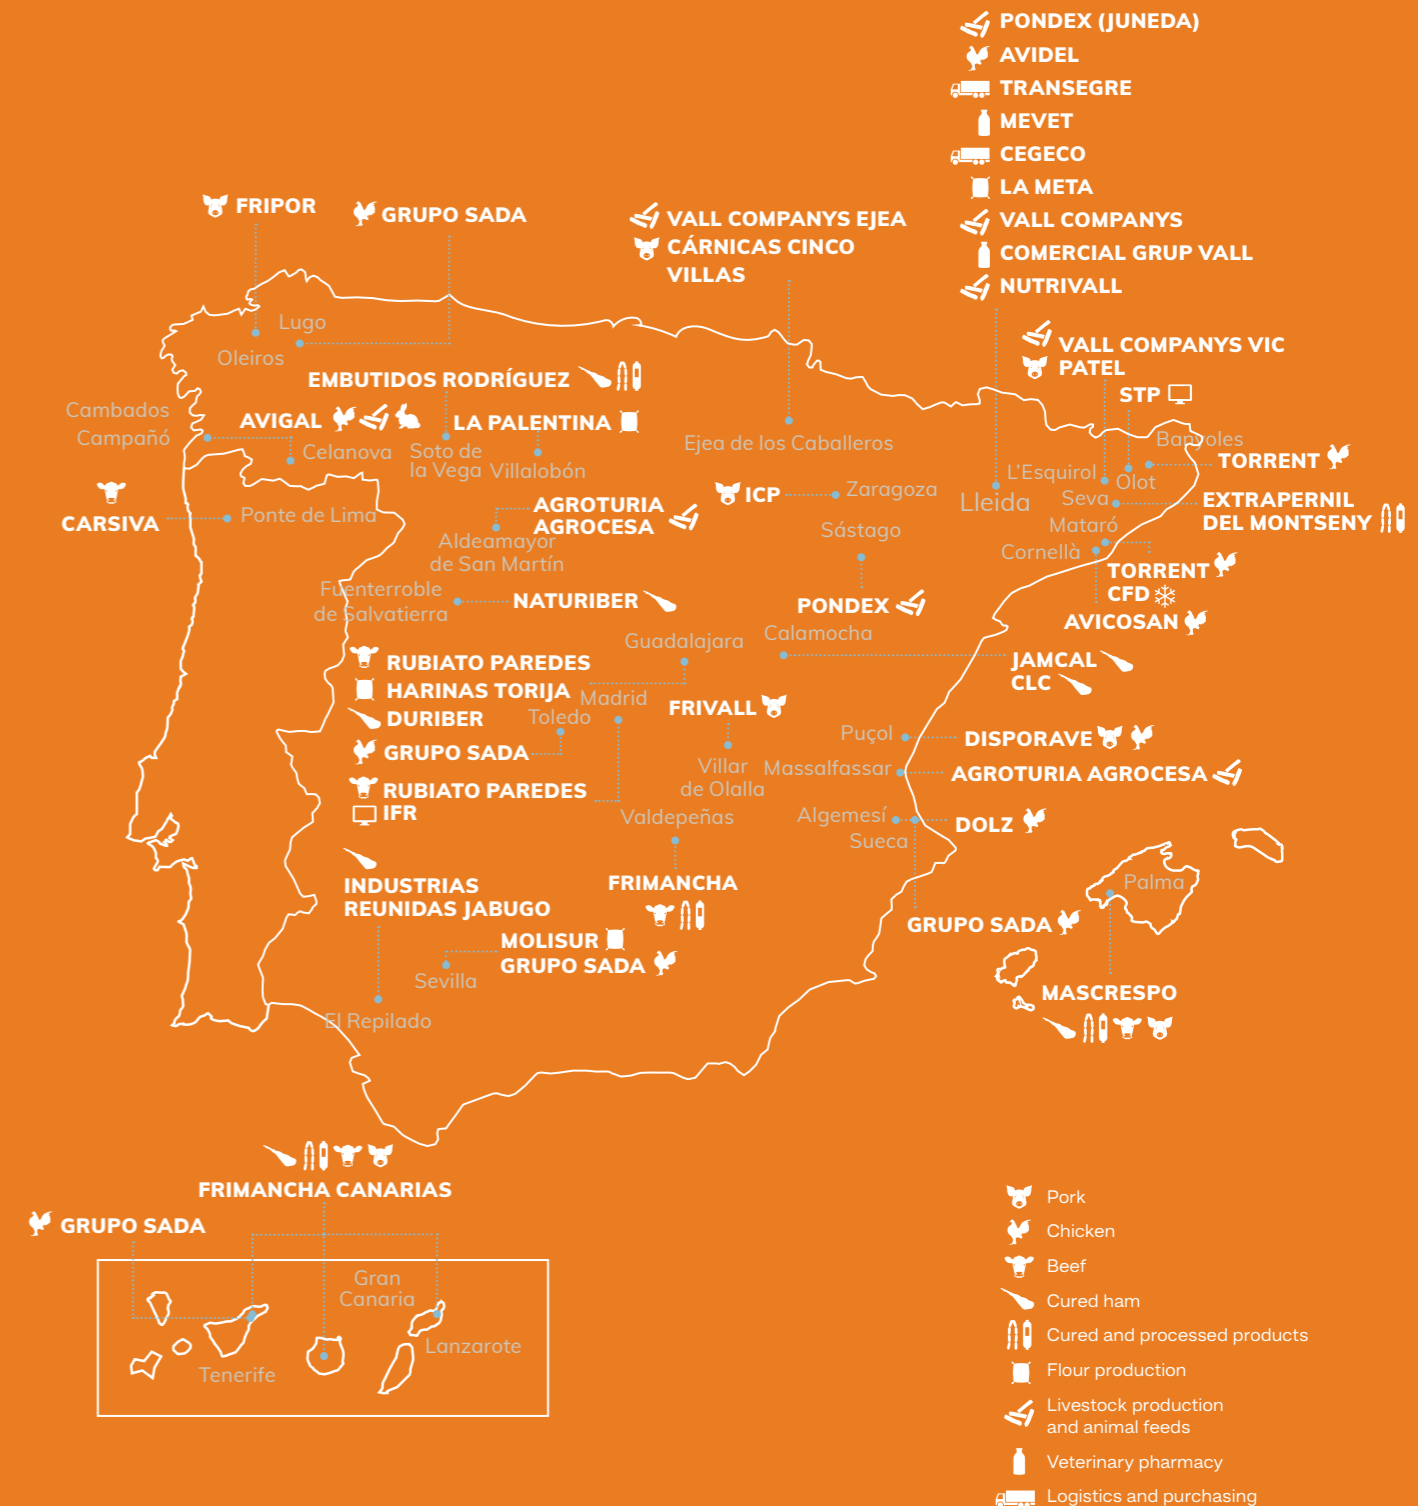 PONDEX (JUNEDA)
AVIDEL
TRANSEGRE
MEVET
CEGECO
LA META
VALL COMPANYS
COMERCIAL GRUP VALL
NUTRIVALL
FRIPOR
GRUPO SADA
VALL COMPANYS EJEA
CÁRNICAS CINCO
VILLAS
Lugo
Oleiros
VALL COMPANYS VIC
PATEL
STP
EMBUTIDOS RODRÍGUEZ
Cambados
Campañó
AVIGAL
LA PALENTINA
Celanova
Soto de
la Vega
Villalobón
Ejea de los Caballeros
Banyoles
TORRENT
L'Esquirol
Olot
Lleida
Seva
EXTRAPERNIL
DEL MONTSENY
CARSIVA
Ponte de Lima
AGROTURIA
AGROCESA
ICP
Zaragoza
Aldeamayor
de San Martín
Sástago
Mataró
Cornellà
TORRENT
CFD
AVICOSAN
Fuenterroble
de Salvatierra
NATURIBER
PONDEX
Guadalajara
Calamocha
JAMCAL
CLC
RUBIATO PAREDES
HARINAS TORIJA
DURIBER
Madrid
Toledo
GRUPO SADA
FRIVALL
Puçol
DISPORAVE
RUBIATO PAREDES
IFR
Villar
de Olalla
Massalfassar
AGROTURIA AGROCESA
Valdepeñas
Algemesí
Sueca
DOLZ
INDUSTRIAS
REUNIDAS JABUGO
FRIMANCHA
GRUPO SADA
Palma
MOLISUR
GRUPO SADA
Sevilla
El Repilado
MASCRESPO
FRIMANCHA CANARIAS
GRUPO SADA
Gran
Canaria
Lanzarote
Tenerife
Pork
Chicken
Beef
Cured ham
Cured and processed products
Flour production
Livestock production
and animal feeds
Veterinary pharmacy
Logistics and purchasing